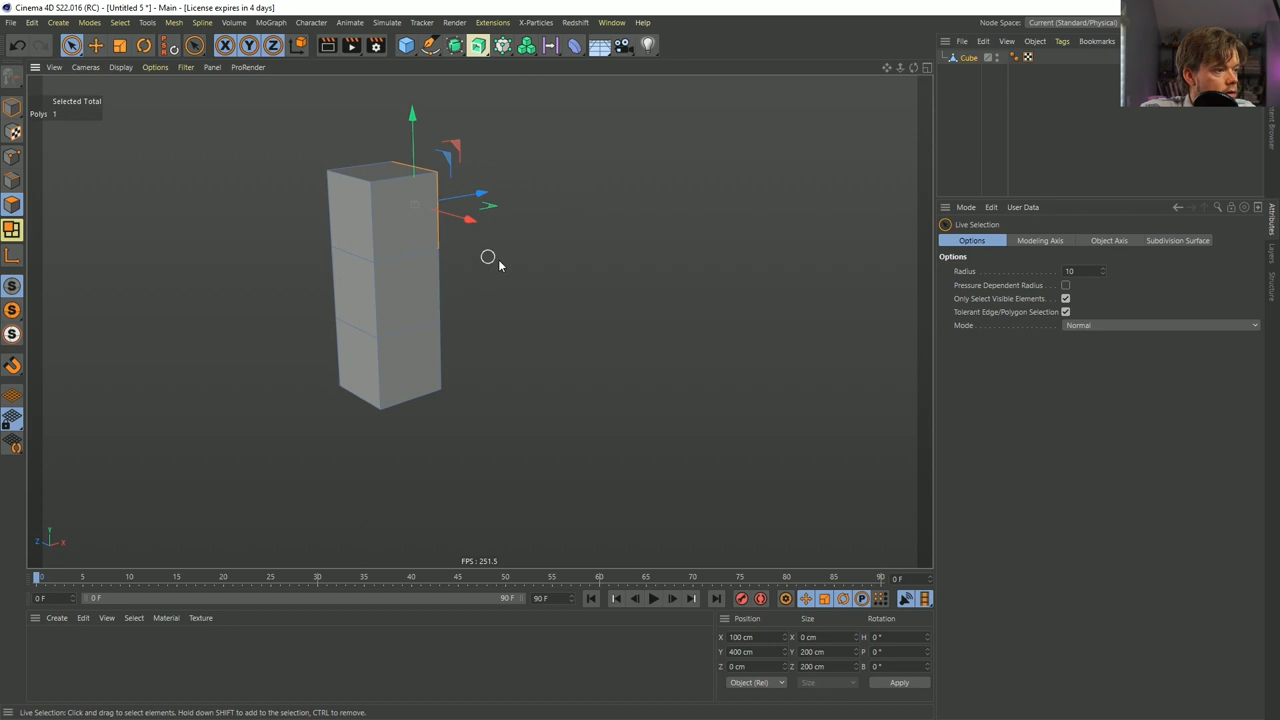 Cinema 4D S22.016 (RC) - [Untitled 5 *] - Main (License expires in 4 days)
File Edit Create Modes Select Tools Mesh Spline Volume MoGraph Character Animate Simulate Tracker Render Extensions X-Particles Redshift Window Help Node Space: Current (Standard/Physical)
X Y Z File Edit View Object Tags Bookmarks
View Cameras Display Options Filter Panel ProRender Cube
Selected Total
Polys 1
Mode Edit User Data
Live Selection
Options Modeling Axis Object Axis Subdivision Surface
Options
Radius 10
Pressure Dependent Radius
Only Select Visible Elements
Tolerant Edge/Polygon Selection
Mode Normal
Attributes
Layers
Structure
Y
Z X
FPS : 251.5
0 5 10 15 20 25 30 35 40 45 50 55 60 65 70 75 80 85 90 0 F
0 F 0 F 90 F 90 F
Create Edit View Select Material Texture Position Size Rotation
X 100 cm X 0 cm H 0 °
Y 400 cm Y 200 cm P 0 °
Z 0 cm Z 200 cm B 0 °
Object (Rel) Size Apply
Live Selection: Click and drag to select elements. Hold down SHIFT to add to the selection, CTRL to remove.